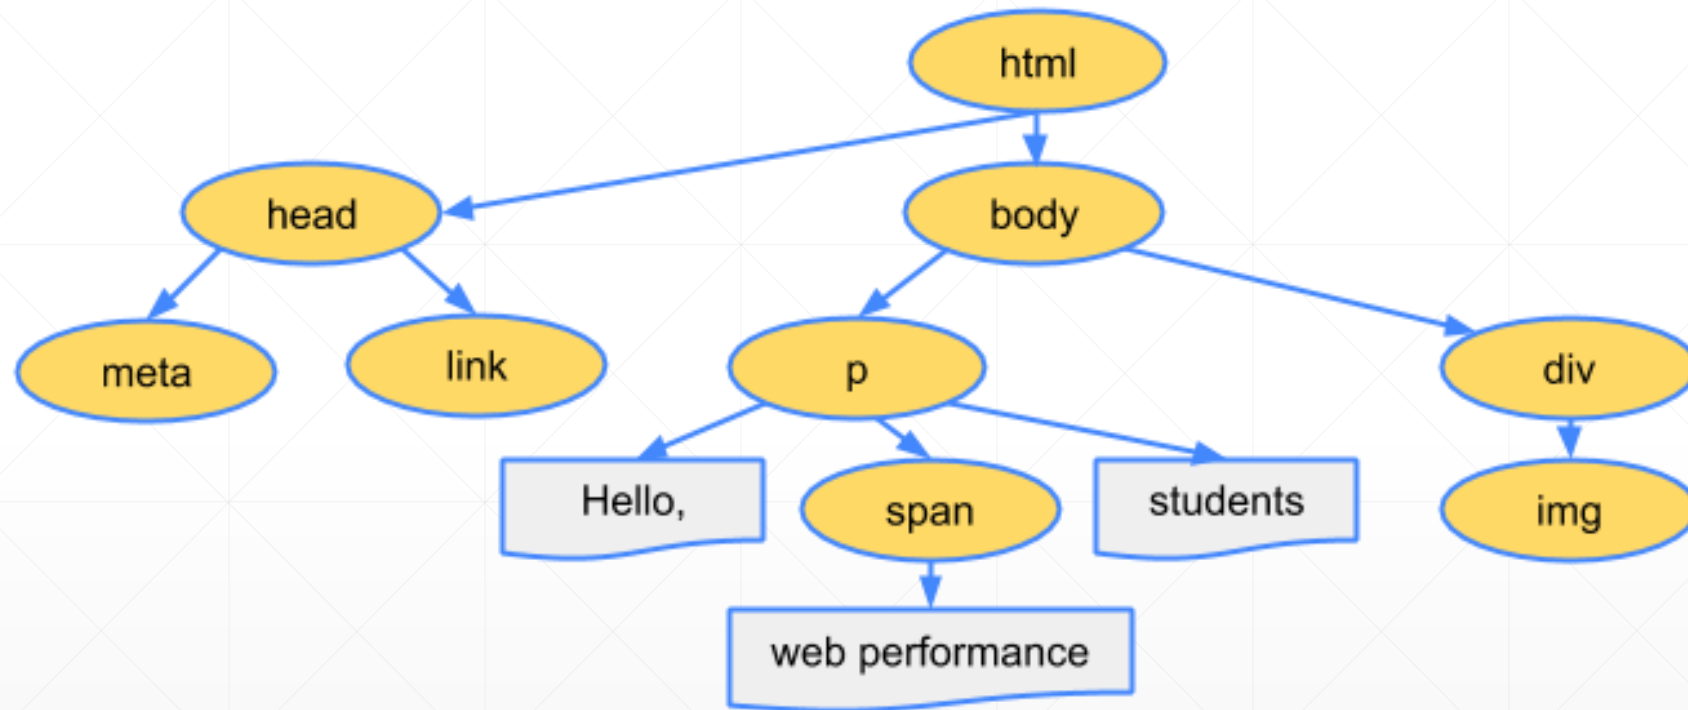 html
head
body
meta
link
p
div
Hello,
span
students
img
web performance